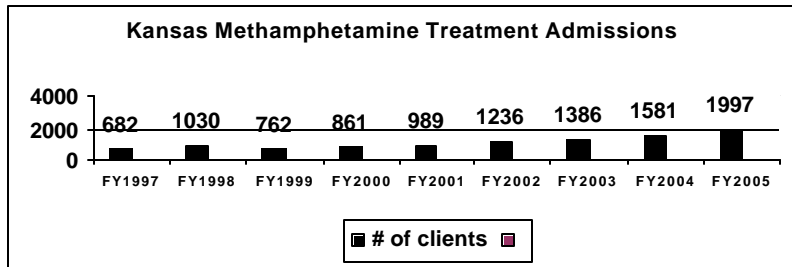 Kansas Methamphetamine Treatment Admissions
4000
2000
0
682 1030 762 861 989 1236 1386 1581 1997
FY1997 FY1998 FY1999 FY2000 FY2001 FY2002 FY2003 FY2004 FY2005
# of clients